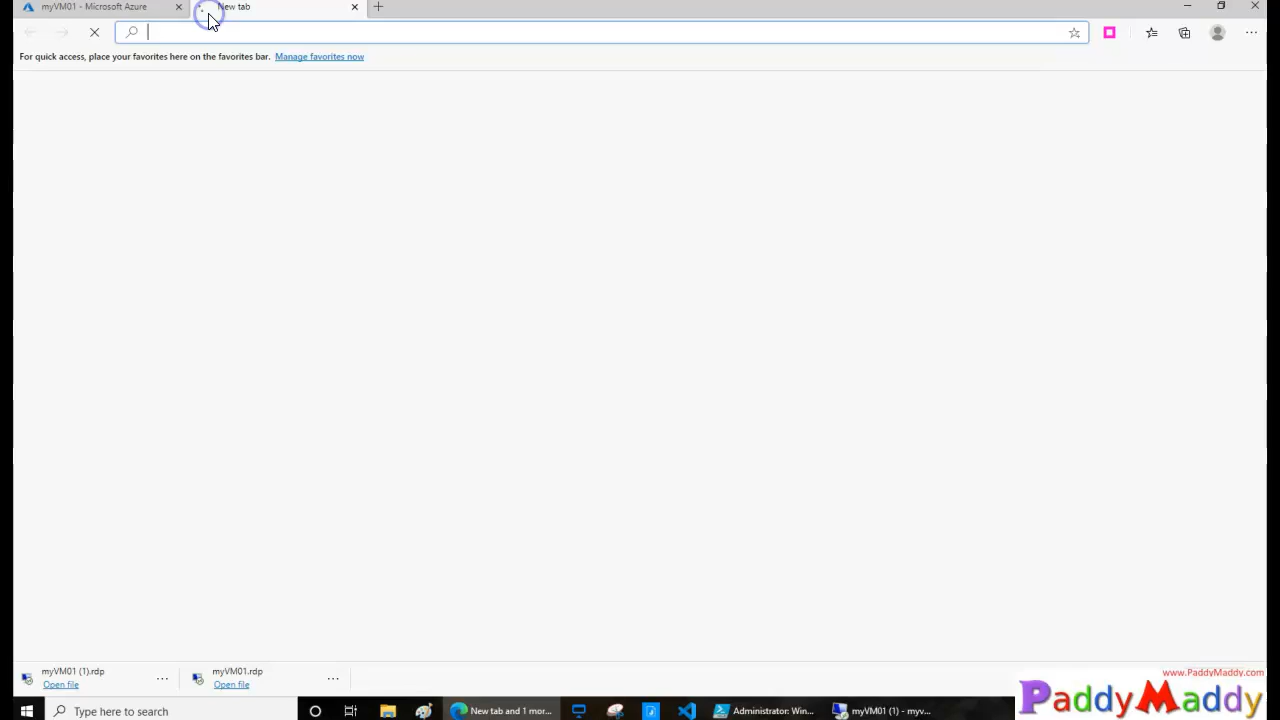 myVM01 - Microsoft Azure
New tab
For quick access, place your favorites here on the favorites bar. Manage favorites now
myVM01 (1).rdp
Open file
myVM01.rdp
Open file
www.PaddyMaddy.com
PaddyMaddy
Type here to search
New tab and 1 mor...
Administrator: Win...
myVM01 (1) - myv...